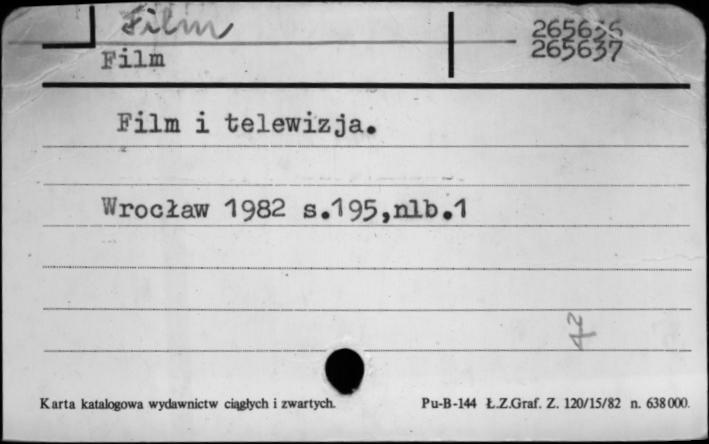 Film 265636
Film 265637
Film i telewizja.
Wrocław 1982 s.195,nlb.1
Karta katalogowa wydawnictw ciągłych i zwartych. Pu-B-144 Ł.Z.Graf. Z. 120/15/82 n. 638000.